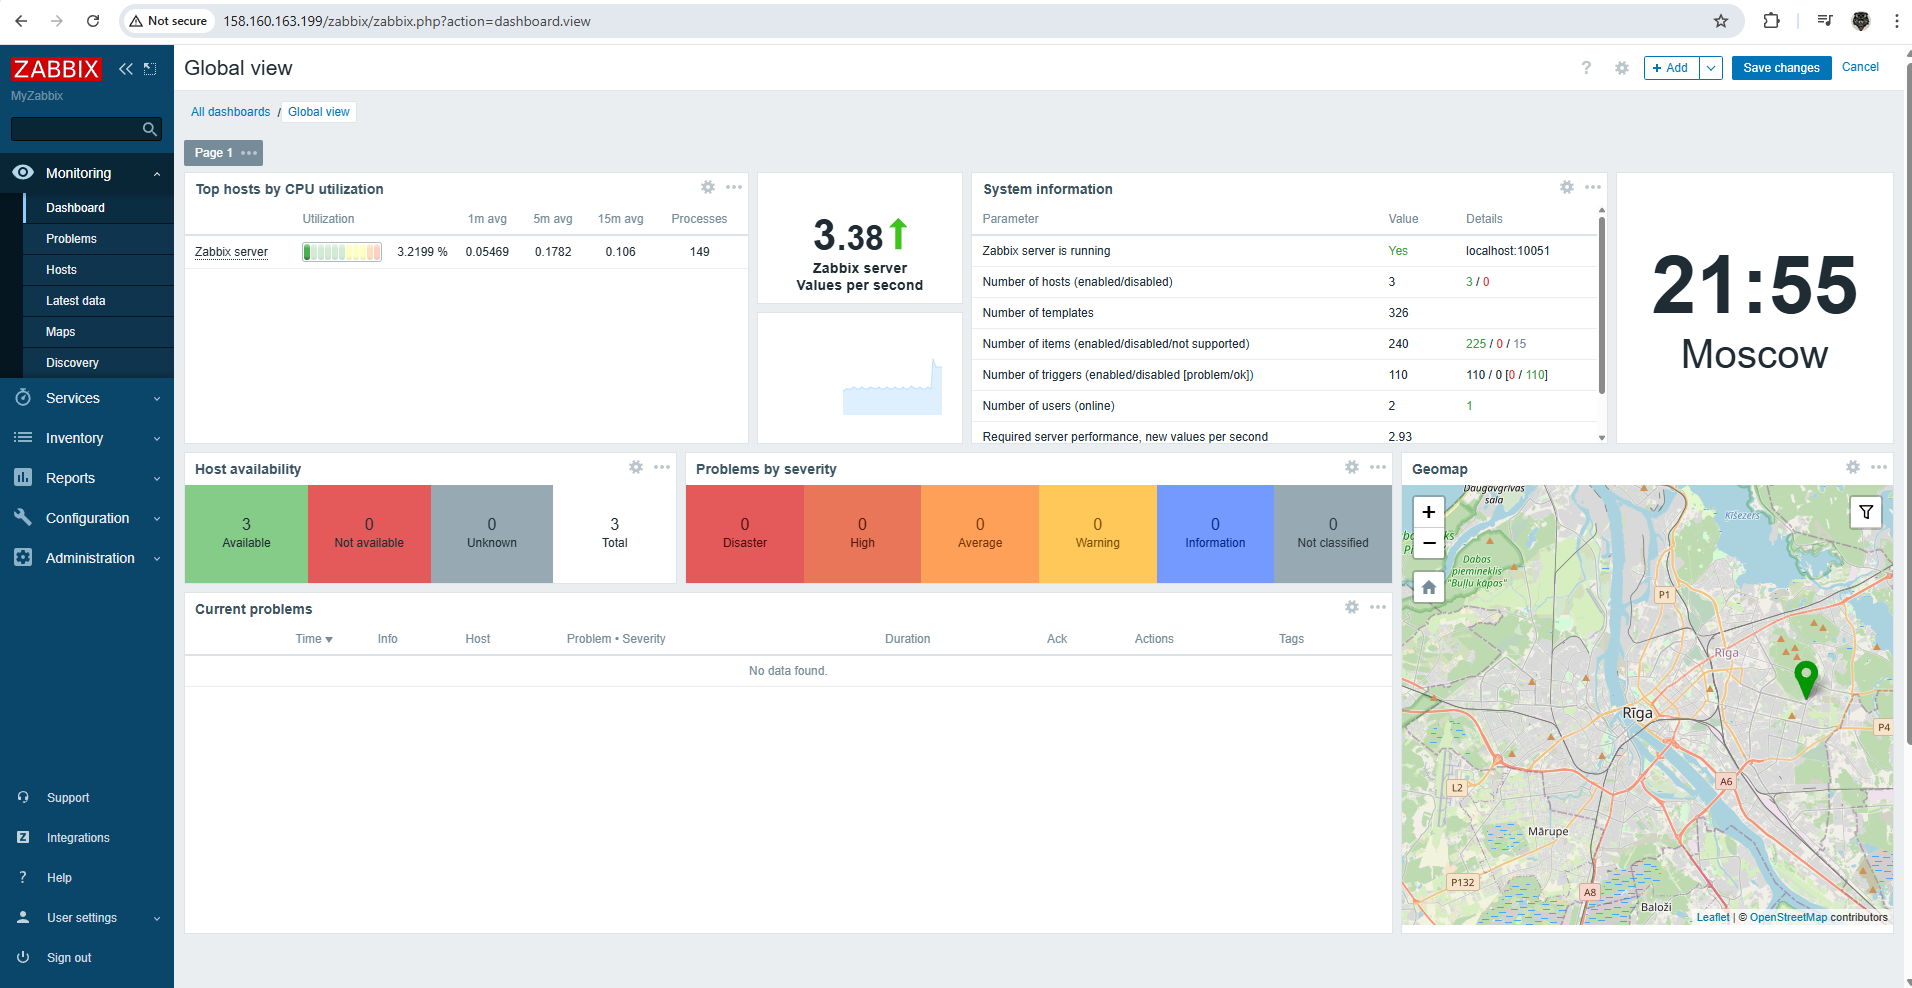 Not secure 158.160.163.199/zabbix/zabbix.php?action=dashboard.view
ZABBIX
MyZabbix
Monitoring
Dashboard
Problems
Hosts
Latest data
Maps
Discovery
Services
Inventory
Reports
Configuration
Administration
Support
Integrations
Help
User settings
Sign out
Global view
? + Add Save changes Cancel
All dashboards / Global view
Page 1
Top hosts by CPU utilization
Utilization 1m avg 5m avg 15m avg Processes
Zabbix server 3.2199 % 0.05469 0.1782 0.106 149
3.38
Zabbix server
Values per second
System information
Parameter Value Details
Zabbix server is running Yes localhost:10051
Number of hosts (enabled/disabled) 3 3 / 0
Number of templates 326
Number of items (enabled/disabled/not supported) 240 225 / 0 / 15
Number of triggers (enabled/disabled [problem/ok]) 110 110 / 0 [0 / 110]
Number of users (online) 2 1
Required server performance, new values per second 2.93
21:55
Moscow
Host availability
3 0 0 3
Available Not available Unknown Total
Problems by severity
0 0 0 0 0 0
Disaster High Average Warning Information Not classified
Current problems
Time Info Host Problem • Severity Duration Ack Actions Tags
No data found.
Geomap
Daugavgrīvas
sala
Ķīšezers
+
−
Dabas
piemineklis
"Buļļu kāpas"
P1
Rīga
Rīga
P4
A6
L2
Mārupe
P132
A8
Baloži
Leaflet | © OpenStreetMap contributors